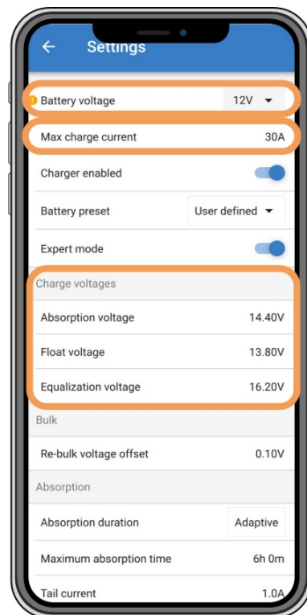 Settings
Battery voltage 12V
Max charge current 30A
Charger enabled
Battery preset User defined
Expert mode
Charge voltages
Absorption voltage 14.40V
Float voltage 13.80V
Equalization voltage 16.20V
Bulk
Re-bulk voltage offset 0.10V
Absorption
Absorption duration Adaptive
Maximum absorption time 6h 0m
Tail current 1.0A